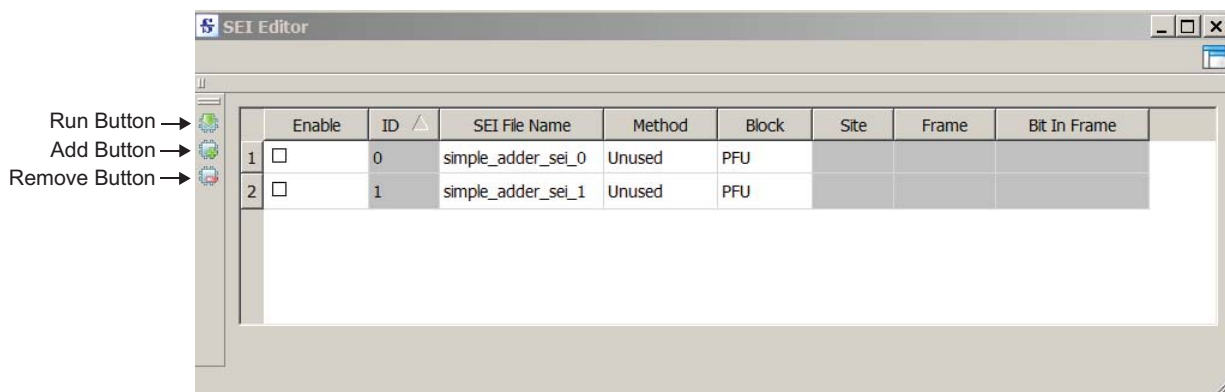 SEI Editor
Run Button
Add Button
Remove Button
Enable ID SEI File Name Method Block Site Frame Bit In Frame
1 0 simple_adder_sei_0 Unused PFU
2 1 simple_adder_sei_1 Unused PFU